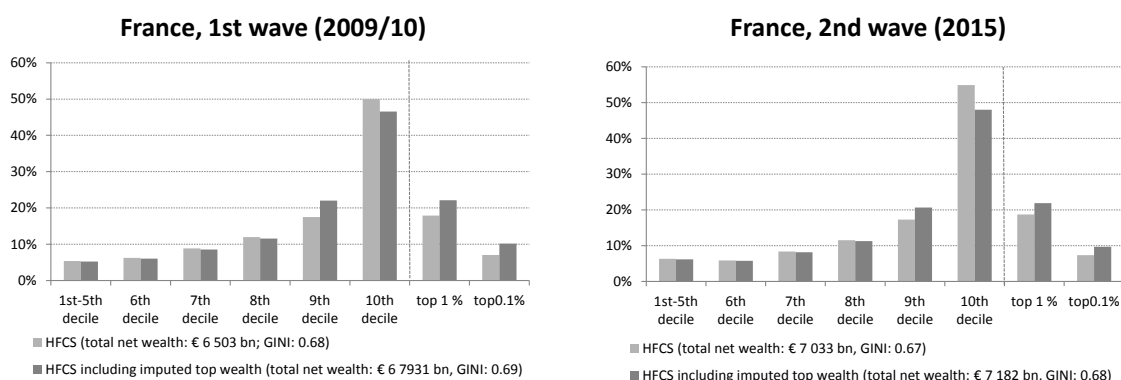 France, 1st wave (2009/10)
60%
50%
40%
30%
20%
10%
0%
1st-5th decile
6th decile
7th decile
8th decile
9th decile
10th decile
top 1 %
top0.1%
HFCS (total net wealth: € 6 503 bn; GINI: 0.68)
HFCS including imputed top wealth (total net wealth: € 6 7931 bn, GINI: 0.69)
France, 2nd wave (2015)
60%
50%
40%
30%
20%
10%
0%
1st-5th decile
6th decile
7th decile
8th decile
9th decile
10th decile
top 1 %
top0.1%
HFCS (total net wealth: € 7 033 bn, GINI: 0.67)
HFCS including imputed top wealth (total net wealth: € 7 182 bn, GINI: 0.68)